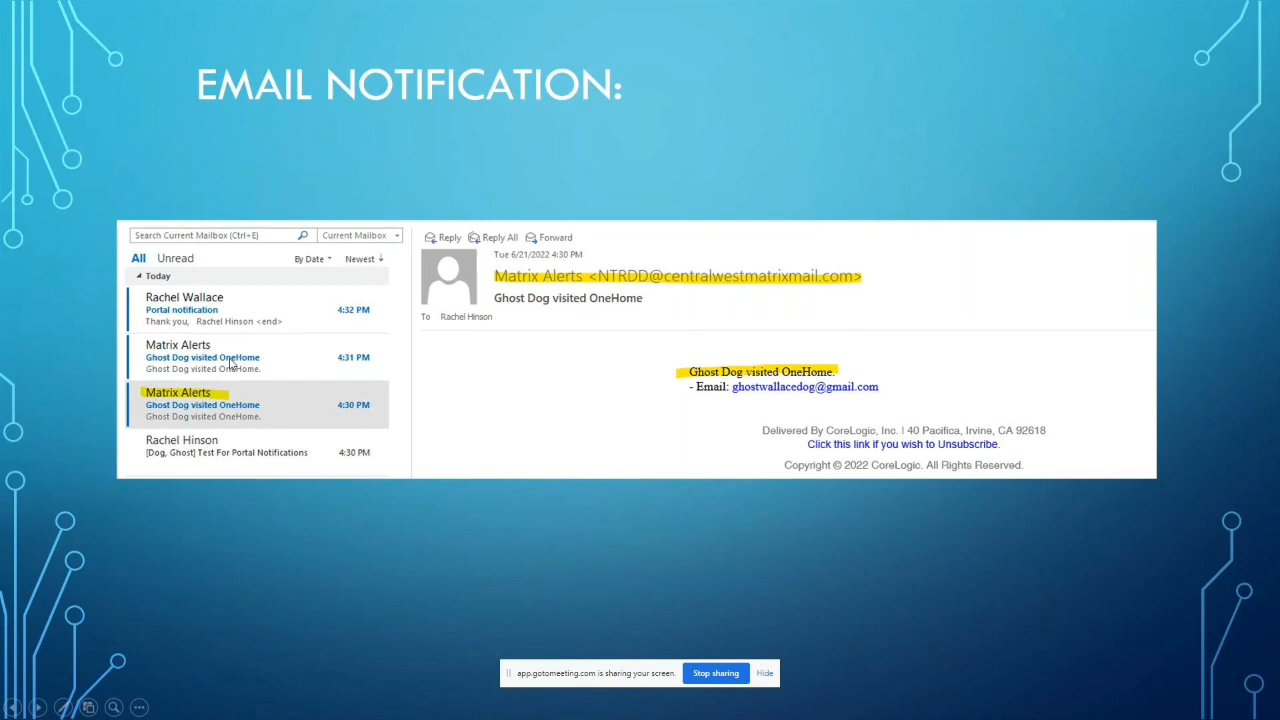 EMAIL NOTIFICATION:
Search Current Mailbox (Ctrl+E)
Current Mailbox
All Unread
By Date Newest
Today
Rachel Wallace
Portal notification 4:32 PM
Thank you, Rachel Hinson <end>
Matrix Alerts
Ghost Dog visited OneHome 4:31 PM
Ghost Dog visited OneHome.
Matrix Alerts
Ghost Dog visited OneHome 4:30 PM
Ghost Dog visited OneHome.
Rachel Hinson
[Dog, Ghost] Test For Portal Notifications 4:30 PM
Reply Reply All Forward
Tue 6/21/2022 4:30 PM
Matrix Alerts <NTRDD@centralwestmatrixmail.com>
Ghost Dog visited OneHome
To Rachel Hinson
Ghost Dog visited OneHome.
- Email: ghostwallacedog@gmail.com
Delivered By CoreLogic, Inc. | 40 Pacifica, Irvine, CA 92618
Click this link if you wish to Unsubscribe.
Copyright © 2022 CoreLogic. All Rights Reserved.
app.gotomeeting.com is sharing your screen. Stop sharing Hide